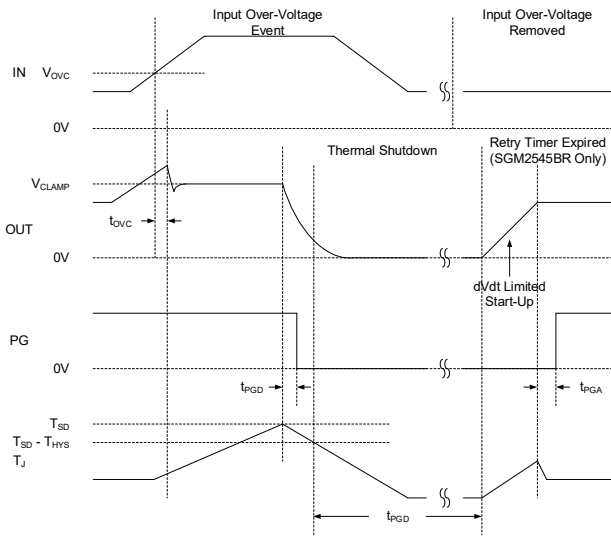 Input Over-Voltage
Event
Input Over-Voltage
Removed
IN
VOVC
0V
Thermal Shutdown
Retry Timer Expired
(SGM2545BR Only)
VCLAMP
tOVC
OUT
0V
dVdt Limited
Start-Up
PG
0V
tPGD
tPGA
TSD
TSD - THYS
TJ
tPGD